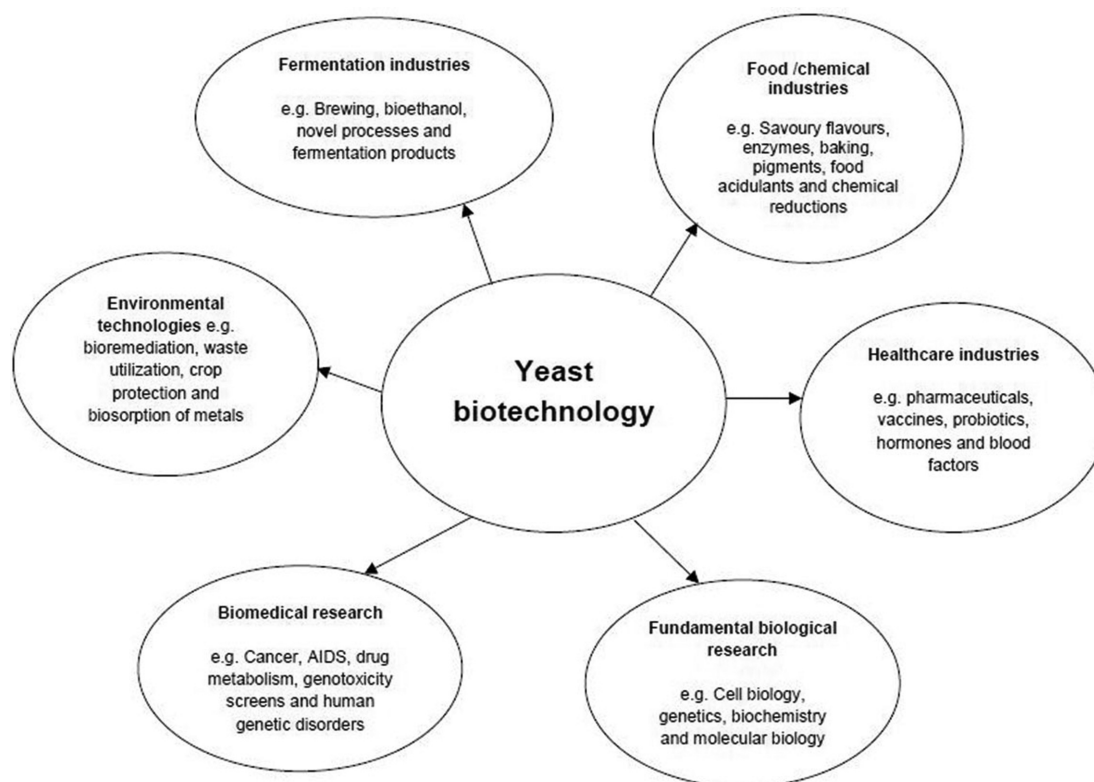 Fermentation industries
e.g. Brewing, bioethanol,
novel processes and
fermentation products
Food /chemical
industries
e.g. Savoury flavours,
enzymes, baking,
pigments, food
acidulants and chemical
reductions
Environmental
technologies e.g.
bioremediation, waste
utilization, crop
protection and
biosorption of metals
Yeast
biotechnology
Healthcare industries
e.g. pharmaceuticals,
vaccines, probiotics,
hormones and blood
factors
Biomedical research
e.g. Cancer, AIDS, drug
metabolism, genotoxicity
screens and human
genetic disorders
Fundamental biological
research
e.g. Cell biology,
genetics, biochemistry
and molecular biology